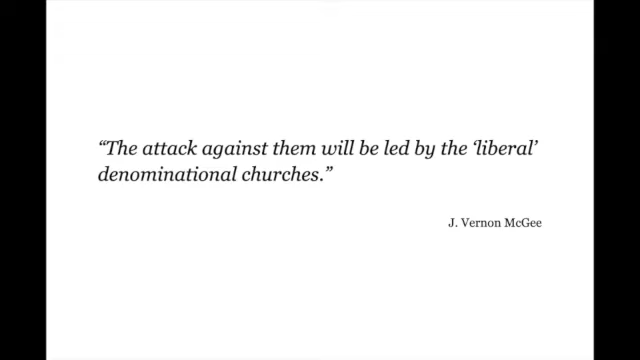 “The attack against them will be led by the ‘liberal’
denominational churches.”
J. Vernon McGee